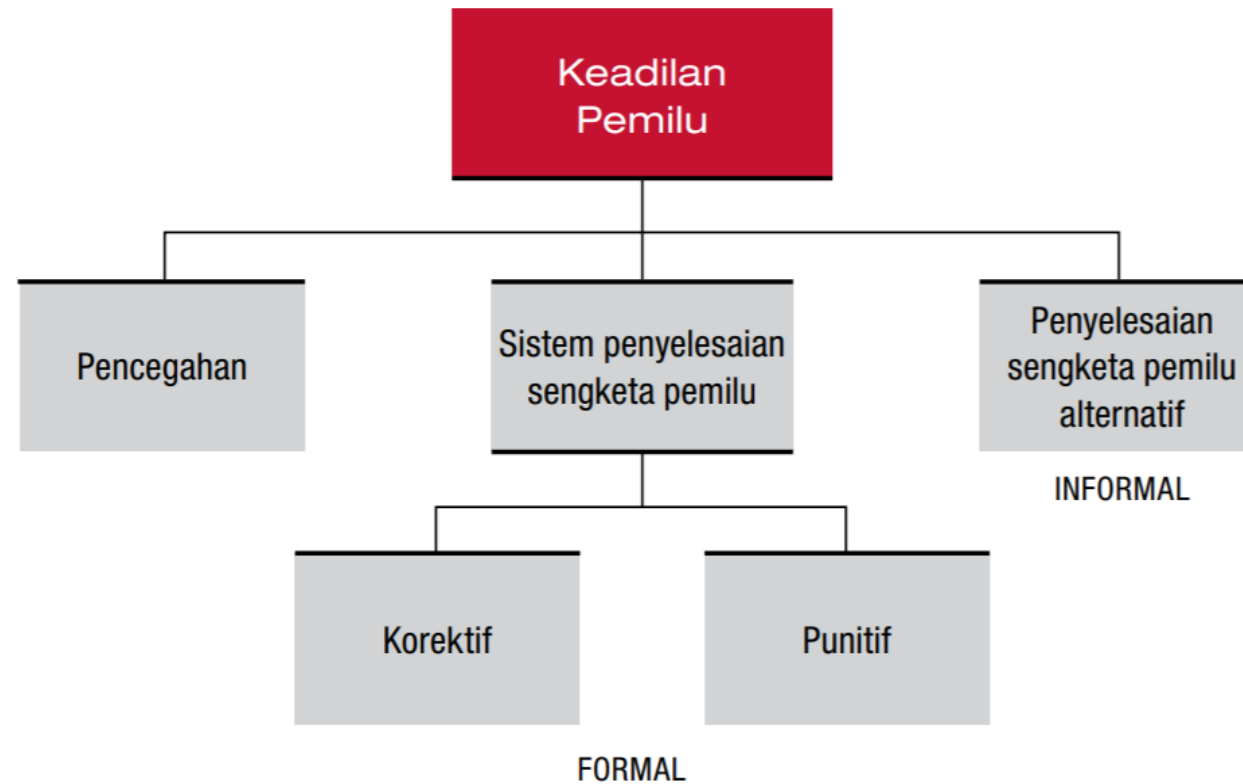 Keadilan
Pemilu
Pencegahan
Sistem penyelesaian
sengketa pemilu
Penyelesaian
sengketa pemilu
alternatif
INFORMAL
Korektif
Punitif
FORMAL